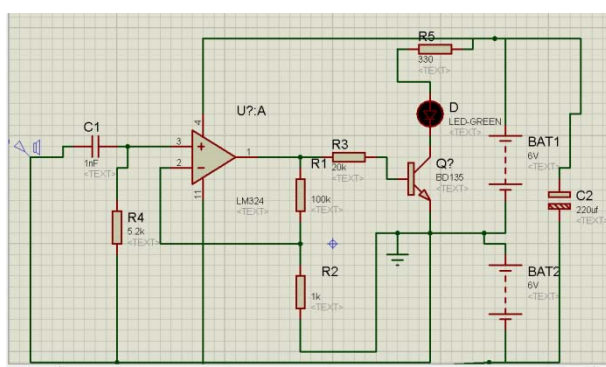 R5
330
<TEXT>
U?:A
D
LED-GREEN
<TEXT>
C1
1nF
<TEXT>
4
3
2
1
11
LM324
<TEXT>
R3
20k
<TEXT>
R1
100k
<TEXT>
Q?
BD135
<TEXT>
BAT1
6V
<TEXT>
C2
220uf
<TEXT>
R4
5.2k
<TEXT>
R2
1k
<TEXT>
BAT2
6V
<TEXT>